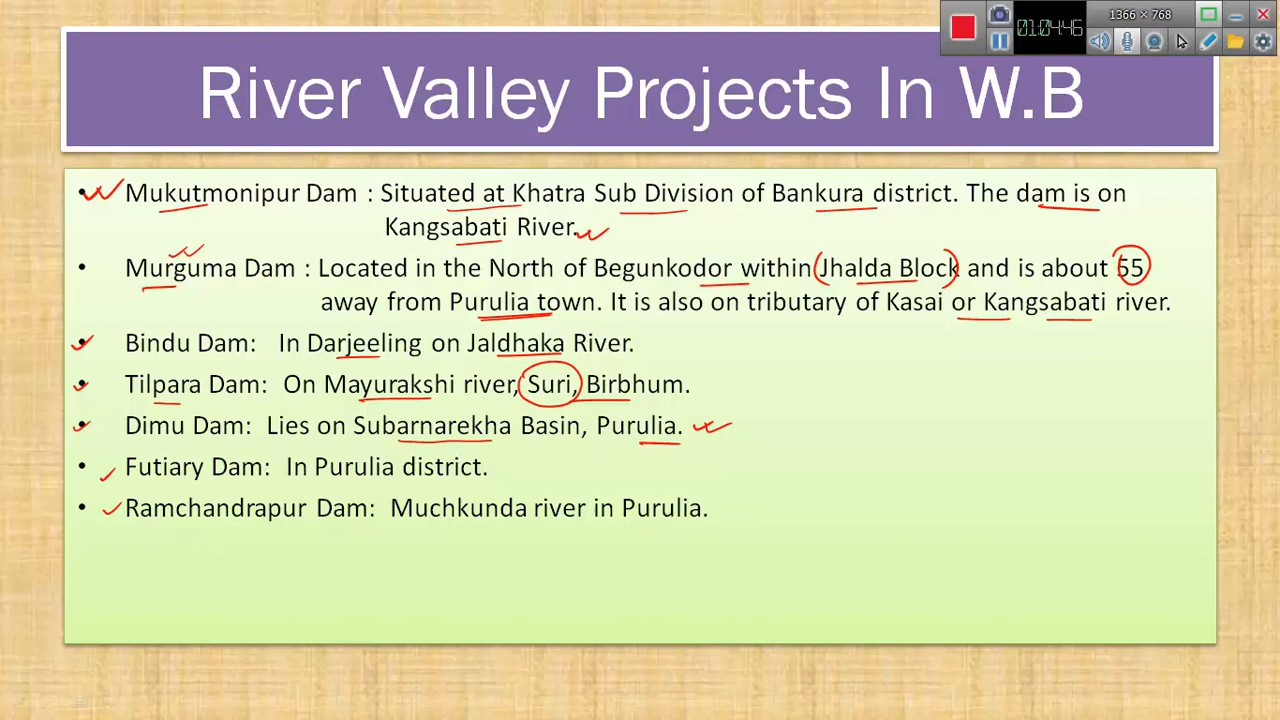 1366 × 768
01:04:46
River Valley Projects In W.B
• Mukutmonipur Dam : Situated at Khatra Sub Division of Bankura district. The dam is on
Kangsabati River.
• Murguma Dam : Located in the North of Begunkodor within (Jhalda Block) and is about 55
away from Purulia town. It is also on tributary of Kasai or Kangsabati river.
• Bindu Dam: In Darjeeling on Jaldhaka River.
• Tilpara Dam: On Mayurakshi river, Suri, Birbhum.
• Dimu Dam: Lies on Subarnarekha Basin, Purulia.
• Futiary Dam: In Purulia district.
• Ramchandrapur Dam: Muchkunda river in Purulia.